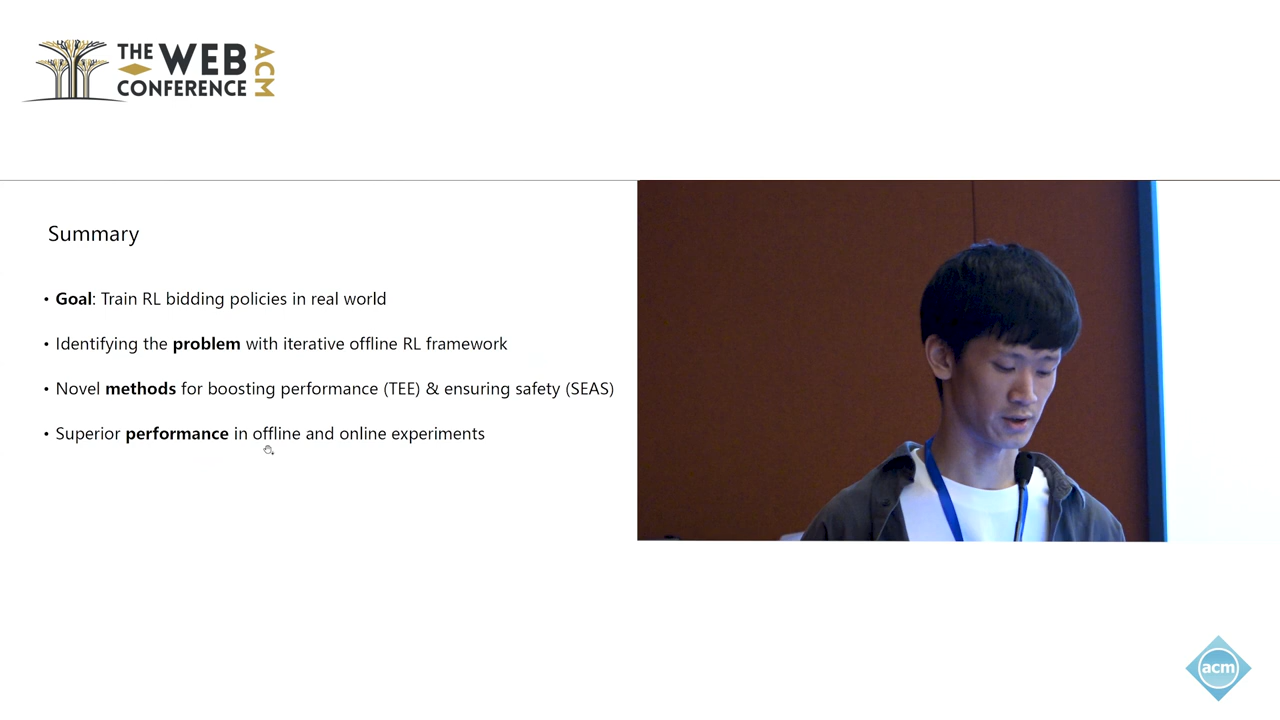 THE WEB
CONFERENCE
ACM
Summary
• Goal: Train RL bidding policies in real world
• Identifying the problem with iterative offline RL framework
• Novel methods for boosting performance (TEE) & ensuring safety (SEAS)
• Superior performance in offline and online experiments
acm